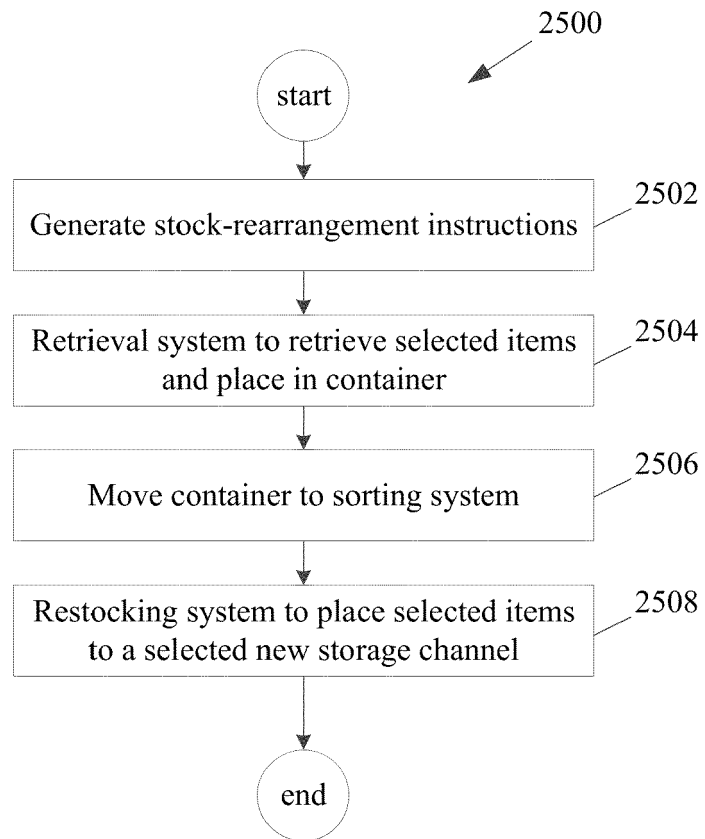 2500
start
2502
Generate stock-rearrangement instructions
2504
Retrieval system to retrieve selected items
and place in container
2506
Move container to sorting system
2508
Restocking system to place selected items
to a selected new storage channel
end